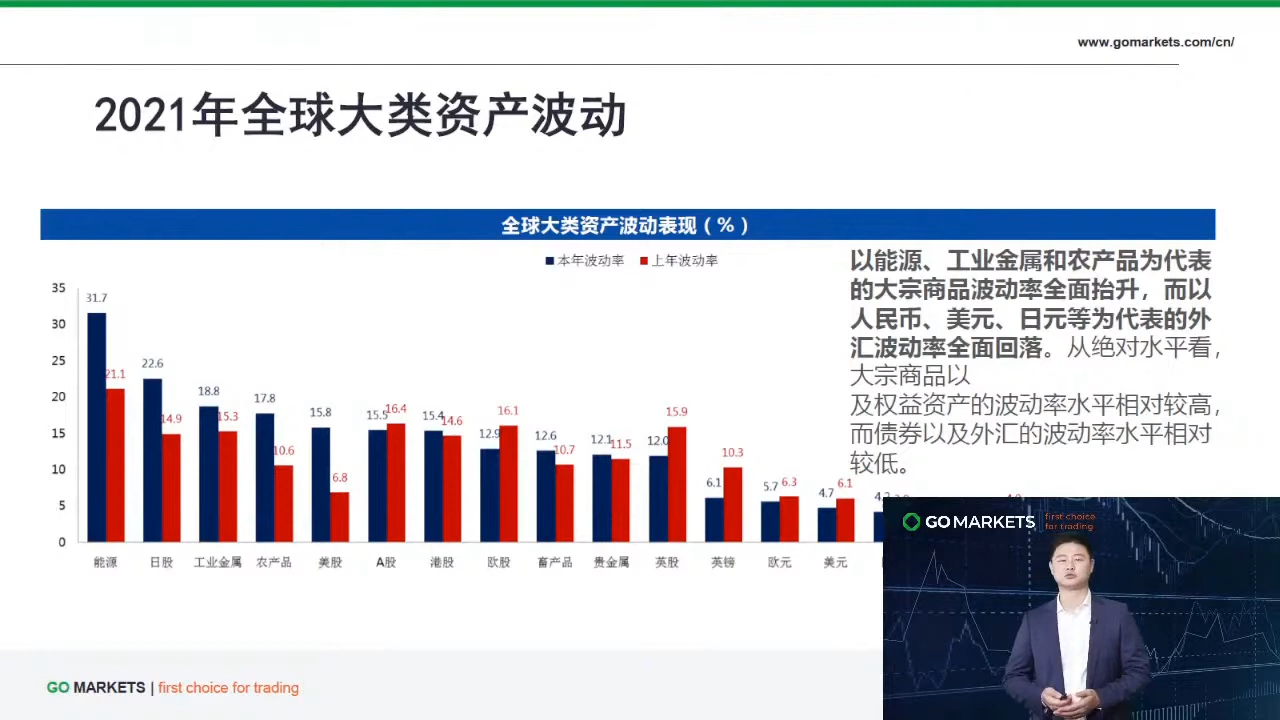 www.gomarkets.com/cn/
2021年全球大类资产波动
全球大类资产波动表现（%）
本年波动率 上年波动率
以能源、工业金属和农产品为代表
的大宗商品波动率全面抬升，而以
人民币、美元、日元等为代表的外
汇波动率全面回落。从绝对水平看，
大宗商品以
及权益资产的波动率水平相对较高，
而债券以及外汇的波动率水平相对
较低。
35
30
25
20
15
10
5
0
31.7 21.1
22.6 14.9
18.8 15.3
17.8 10.6
15.8 6.8
15.5 16.4
15.4 14.6
12.9 16.1
12.6 10.7
12.1 11.5
12.0 15.9
6.1 10.3
5.7 6.3
4.7 6.1
能源 日股 工业金属 农产品 美股 A股 港股 欧股 畜产品 贵金属 英股 英镑 欧元 美元
GO MARKETS first choice
for trading
GO MARKETS | first choice for trading